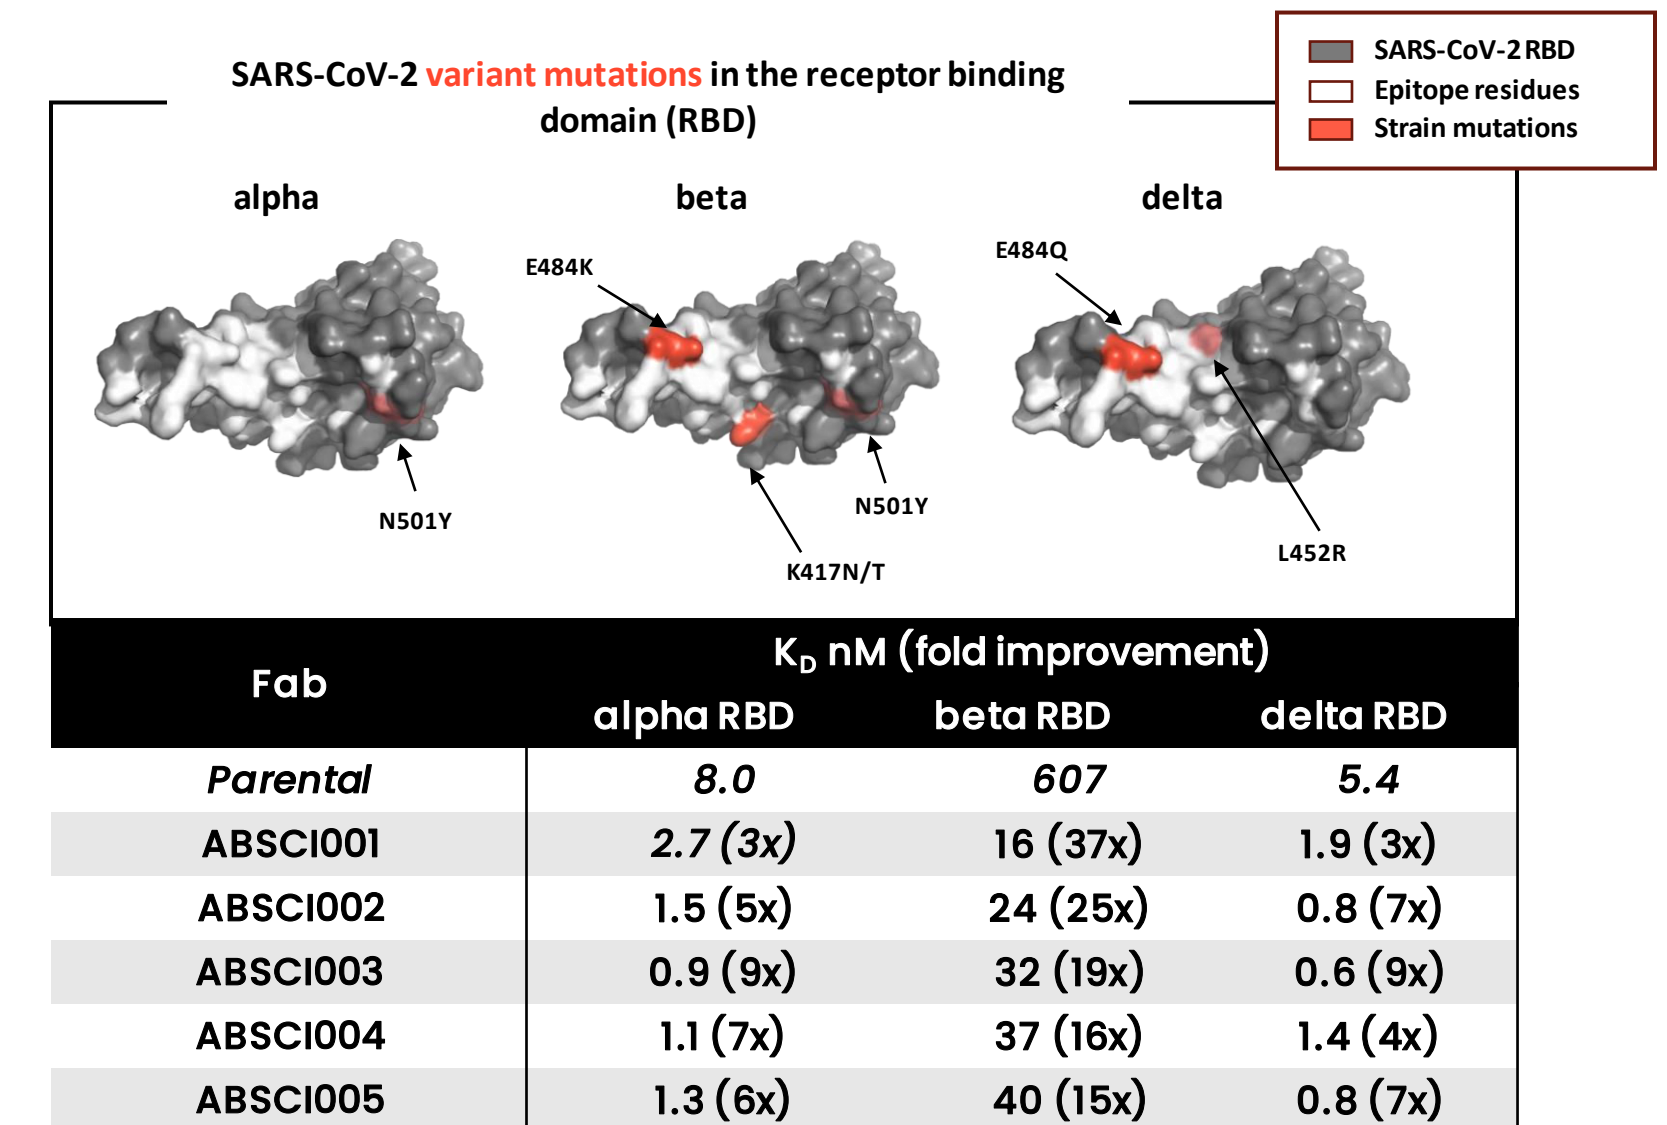 SARS-CoV-2 RBD
Epitope residues
Strain mutations
SARS-CoV-2 variant mutations in the receptor binding
domain (RBD)
alpha
beta
delta
E484K
E484Q
N501Y
N501Y
K417N/T
L452R
Fab
KD nM (fold improvement)
alpha RBD beta RBD delta RBD
Parental 8.0 607 5.4
ABSCI001 2.7 (3x) 16 (37x) 1.9 (3x)
ABSCI002 1.5 (5x) 24 (25x) 0.8 (7x)
ABSCI003 0.9 (9x) 32 (19x) 0.6 (9x)
ABSCI004 1.1 (7x) 37 (16x) 1.4 (4x)
ABSCI005 1.3 (6x) 40 (15x) 0.8 (7x)